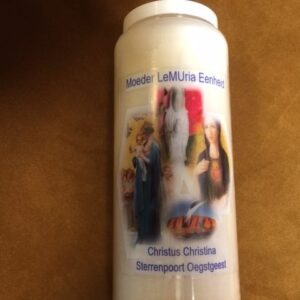 Moeder LeMUria Eenheid
Christus Christina
Sterrenpoort Oegstgeest